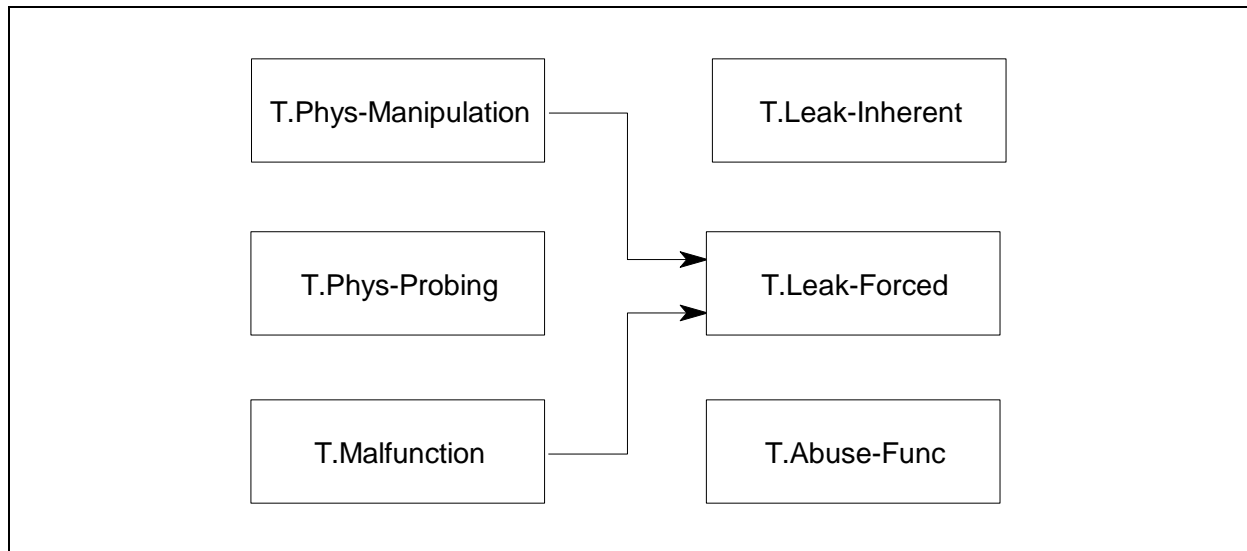 T.Phys-Manipulation
T.Leak-Inherent
T.Phys-Probing
T.Leak-Forced
T.Malfunction
T.Abuse-Func